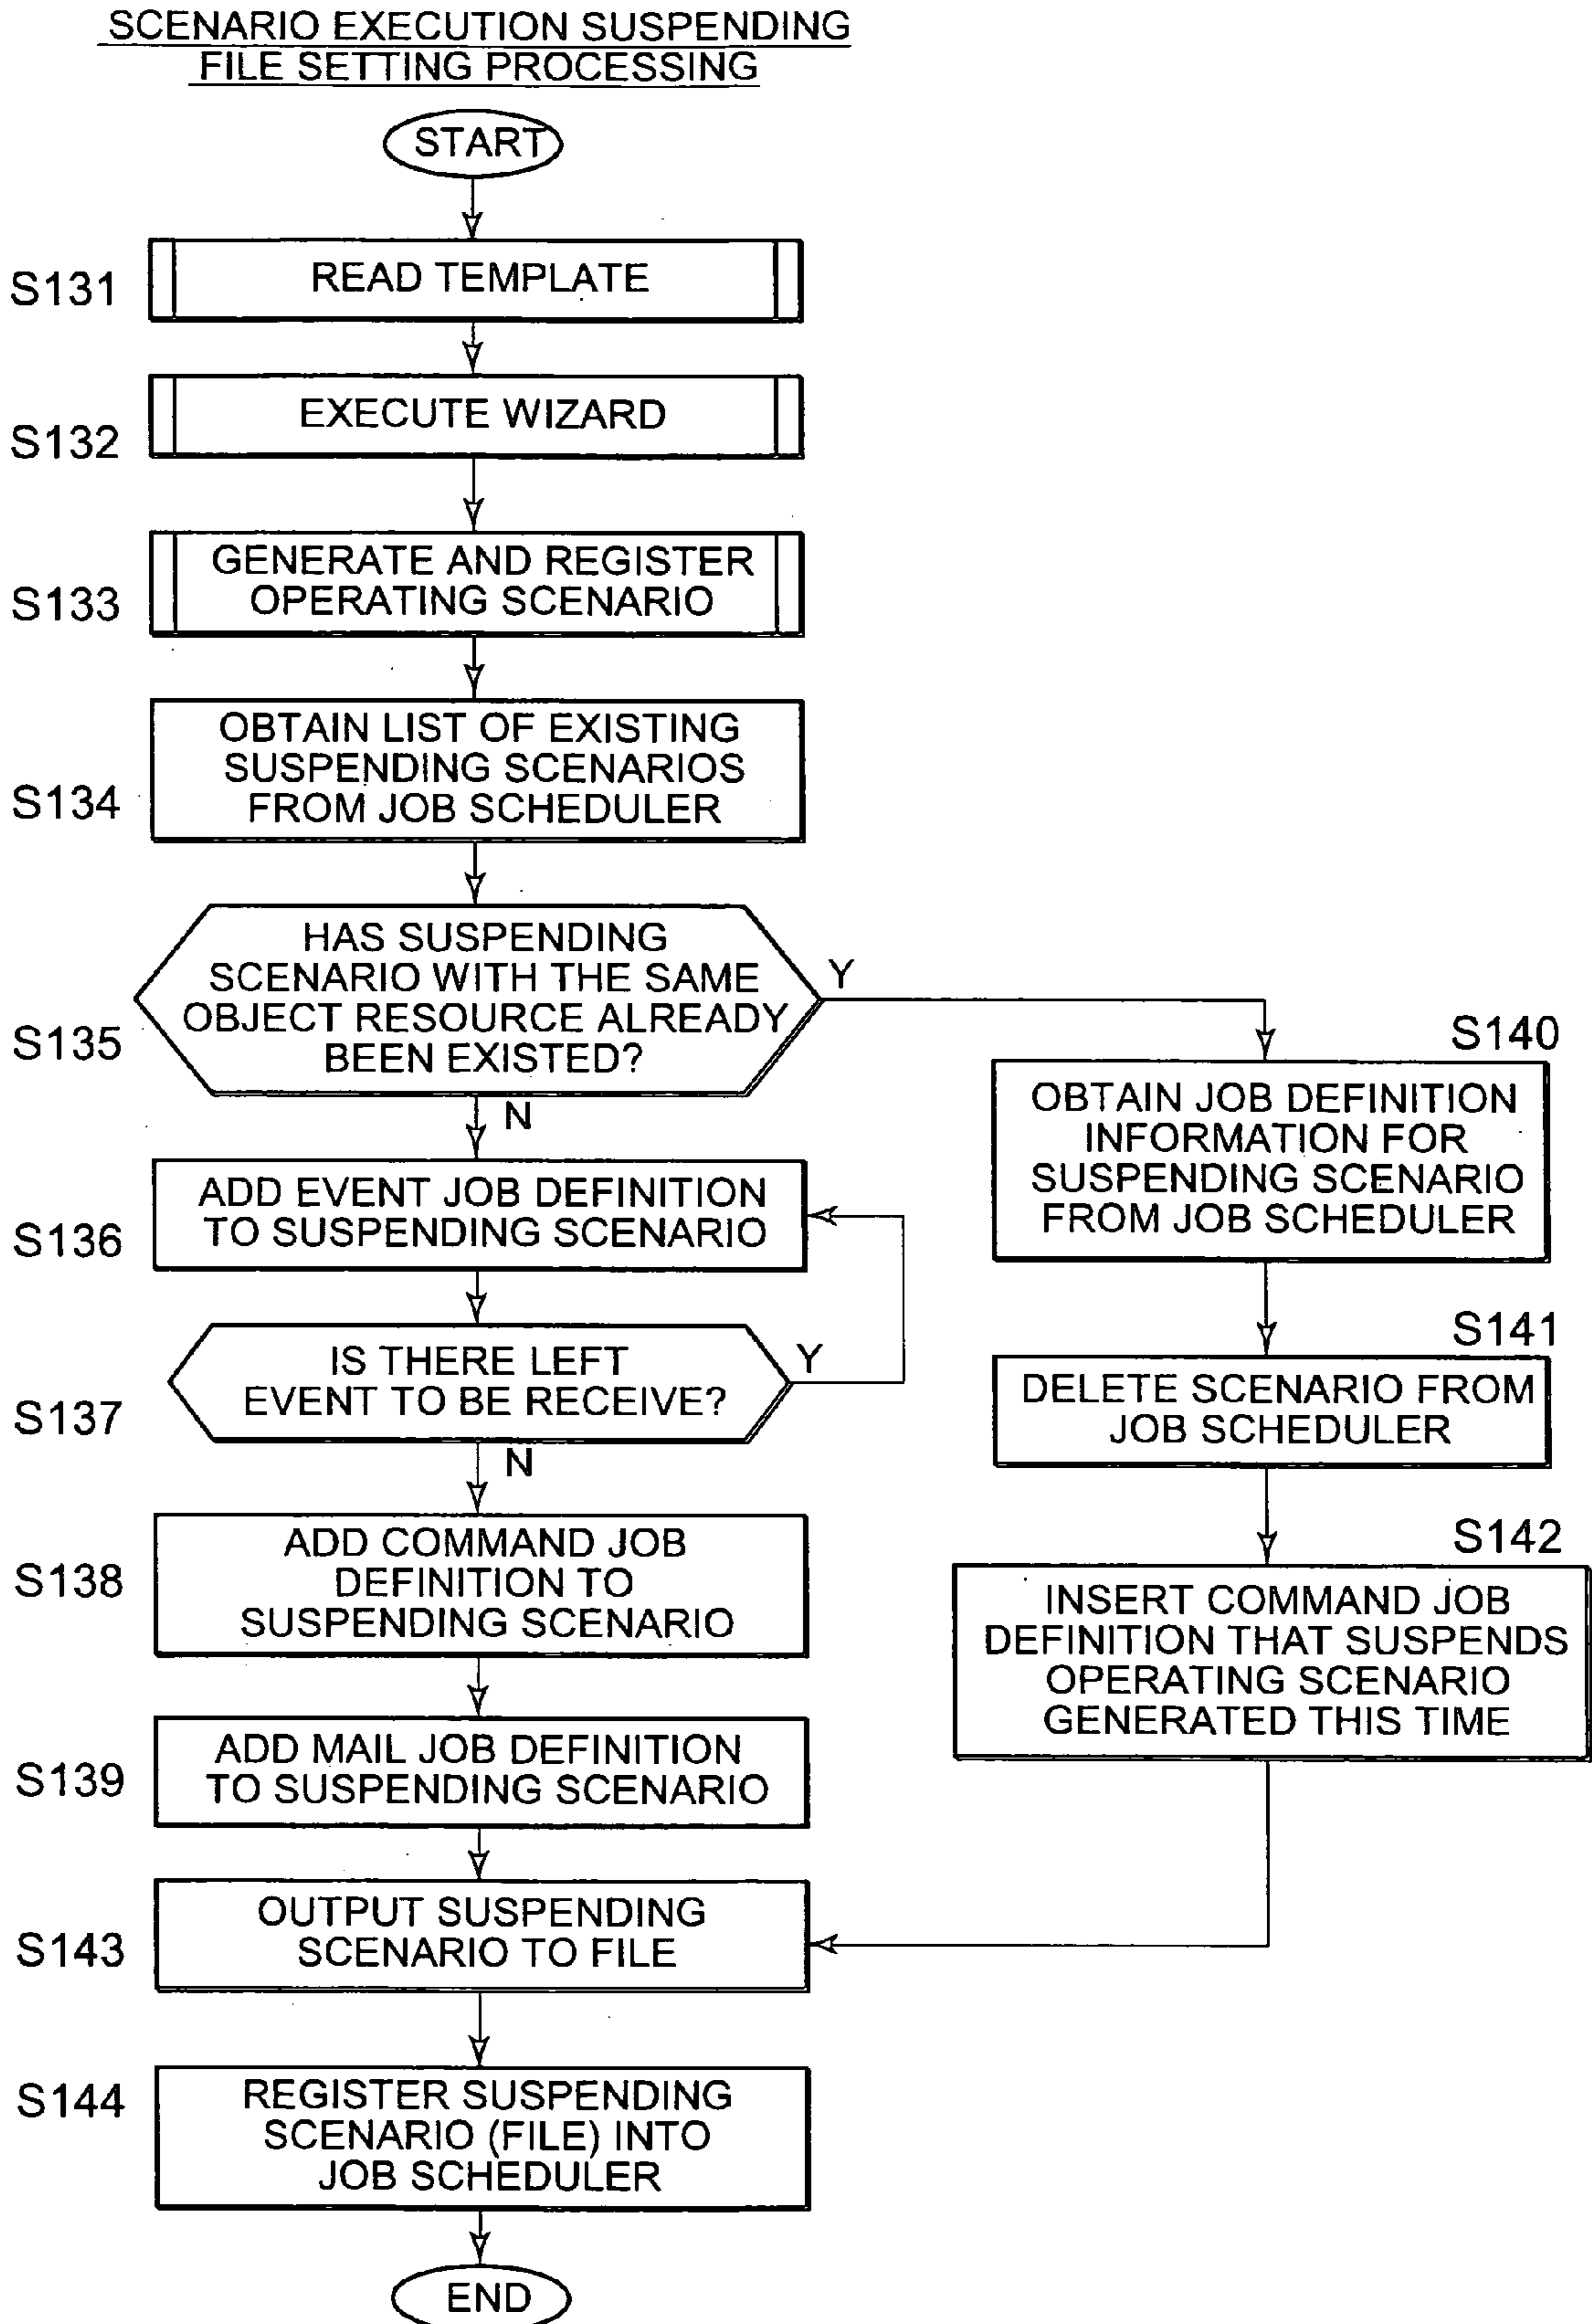 SCENARIO EXECUTION SUSPENDING
FILE SETTING PROCESSING
START
S131
READ TEMPLATE
S132
EXECUTE WIZARD
S133
GENERATE AND REGISTER
OPERATING SCENARIO
S134
OBTAIN LIST OF EXISTING
SUSPENDING SCENARIOS
FROM JOB SCHEDULER
S135
HAS SUSPENDING
SCENARIO WITH THE SAME
OBJECT RESOURCE ALREADY
BEEN EXISTED?
Y
N
S136
ADD EVENT JOB DEFINITION
TO SUSPENDING SCENARIO
S137
IS THERE LEFT
EVENT TO BE RECEIVE?
Y
N
S138
ADD COMMAND JOB
DEFINITION TO
SUSPENDING SCENARIO
S139
ADD MAIL JOB DEFINITION
TO SUSPENDING SCENARIO
S140
OBTAIN JOB DEFINITION
INFORMATION FOR
SUSPENDING SCENARIO
FROM JOB SCHEDULER
S141
DELETE SCENARIO FROM
JOB SCHEDULER
S142
INSERT COMMAND JOB
DEFINITION THAT SUSPENDS
OPERATING SCENARIO
GENERATED THIS TIME
S143
OUTPUT SUSPENDING
SCENARIO TO FILE
S144
REGISTER SUSPENDING
SCENARIO (FILE) INTO
JOB SCHEDULER
END